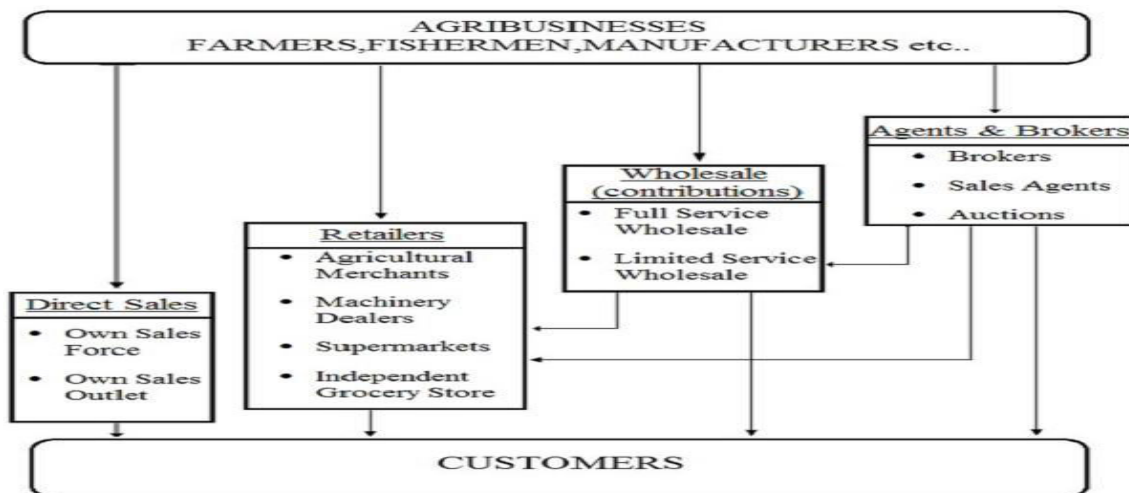 AGRIBUSINESSES
FARMERS,FISHERMEN,MANUFACTURERS etc..
Agents & Brokers
• Brokers
• Sales Agents
• Auctions
Wholesale
(contributions)
• Full Service
Wholesale
• Limited Service
Wholesale
Retailers
• Agricultural
Merchants
• Machinery
Dealers
• Supermarkets
• Independent
Grocery Store
Direct Sales
• Own Sales
Force
• Own Sales
Outlet
CUSTOMERS